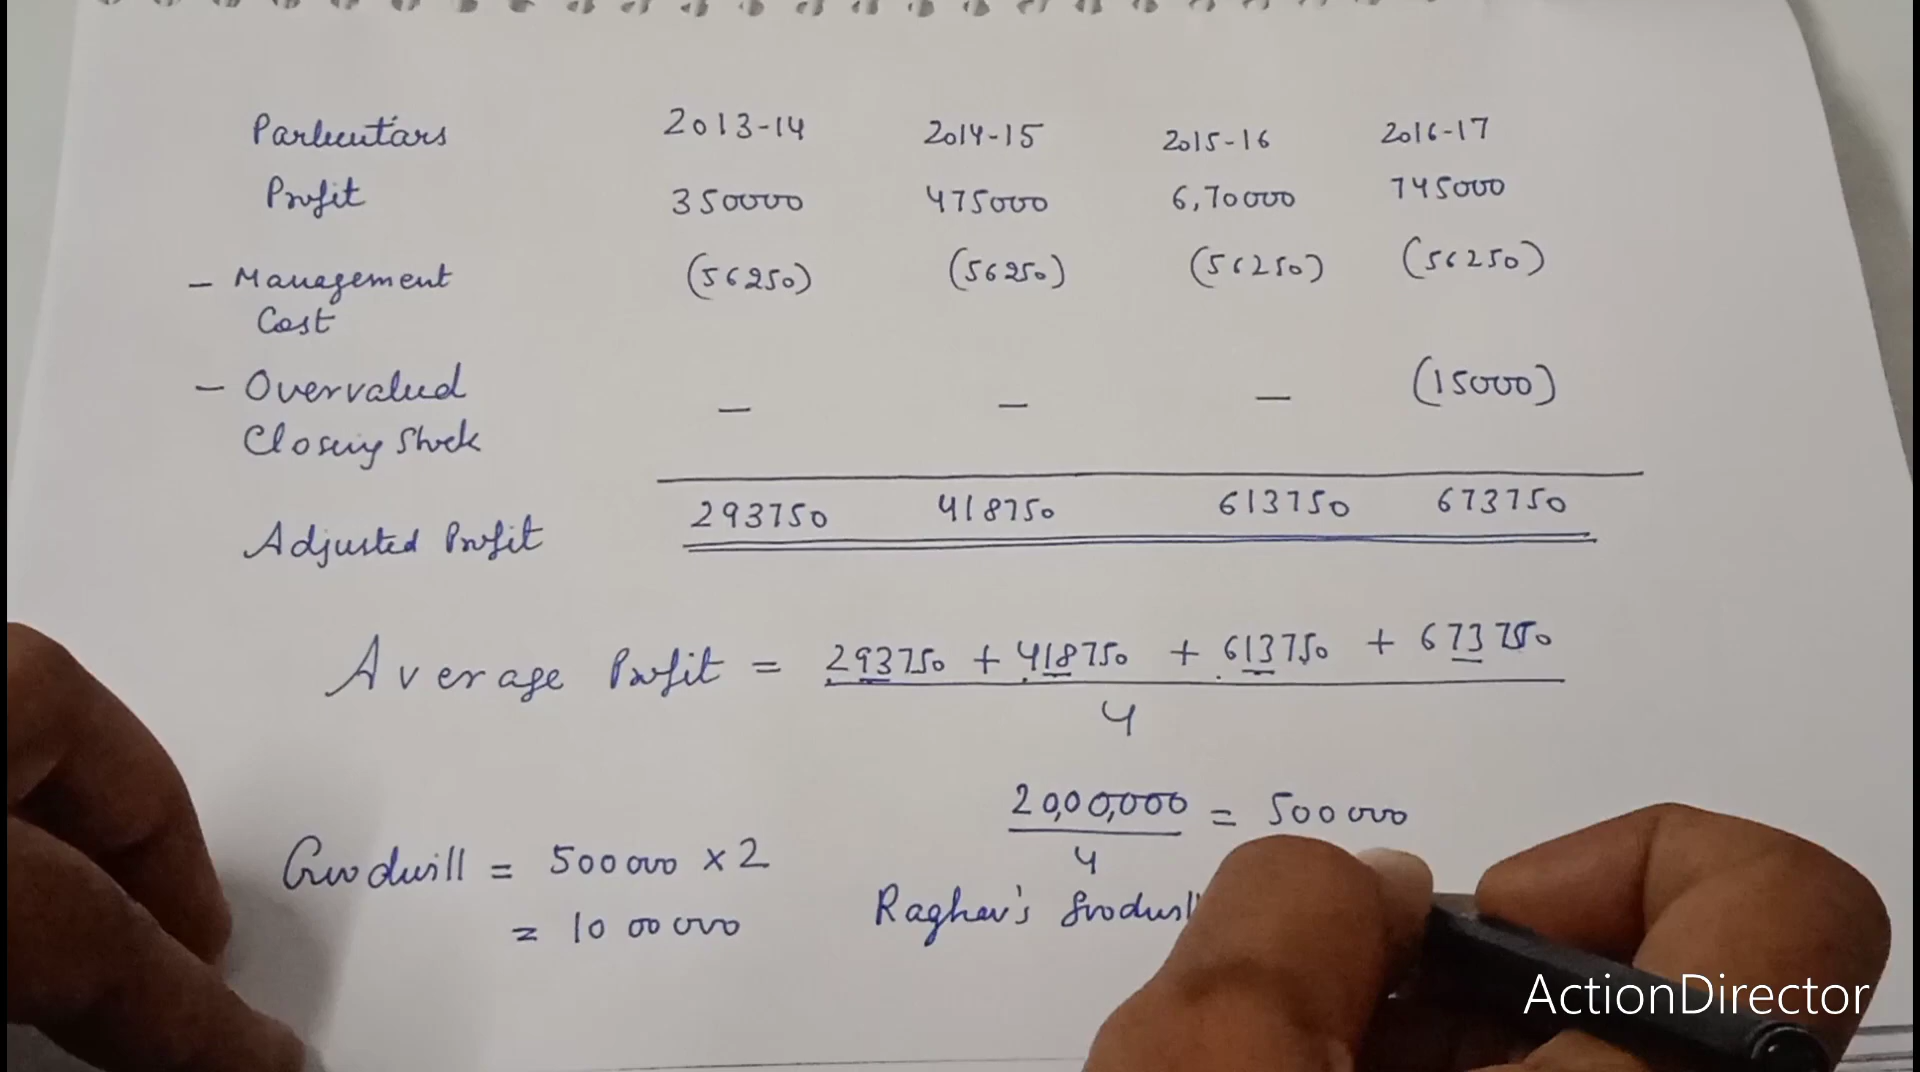 Particutars 2013-14 2014-15 2015-16 2016-17
Profit 350000 475000 6,70000 745000
- Management (56250) (56250) (56250) (56250)
Cost
- Overvalued - - - (15000)
Closing Stock
Adjusted Profit 293750 418750 613750 673750
Average Profit = 293750 + 418750 + 613750 + 673750
4
20,00,000 = 500000
4
Goodwill = 500000 x 2
= 1000000
Raghav's Goodwill
ActionDirector